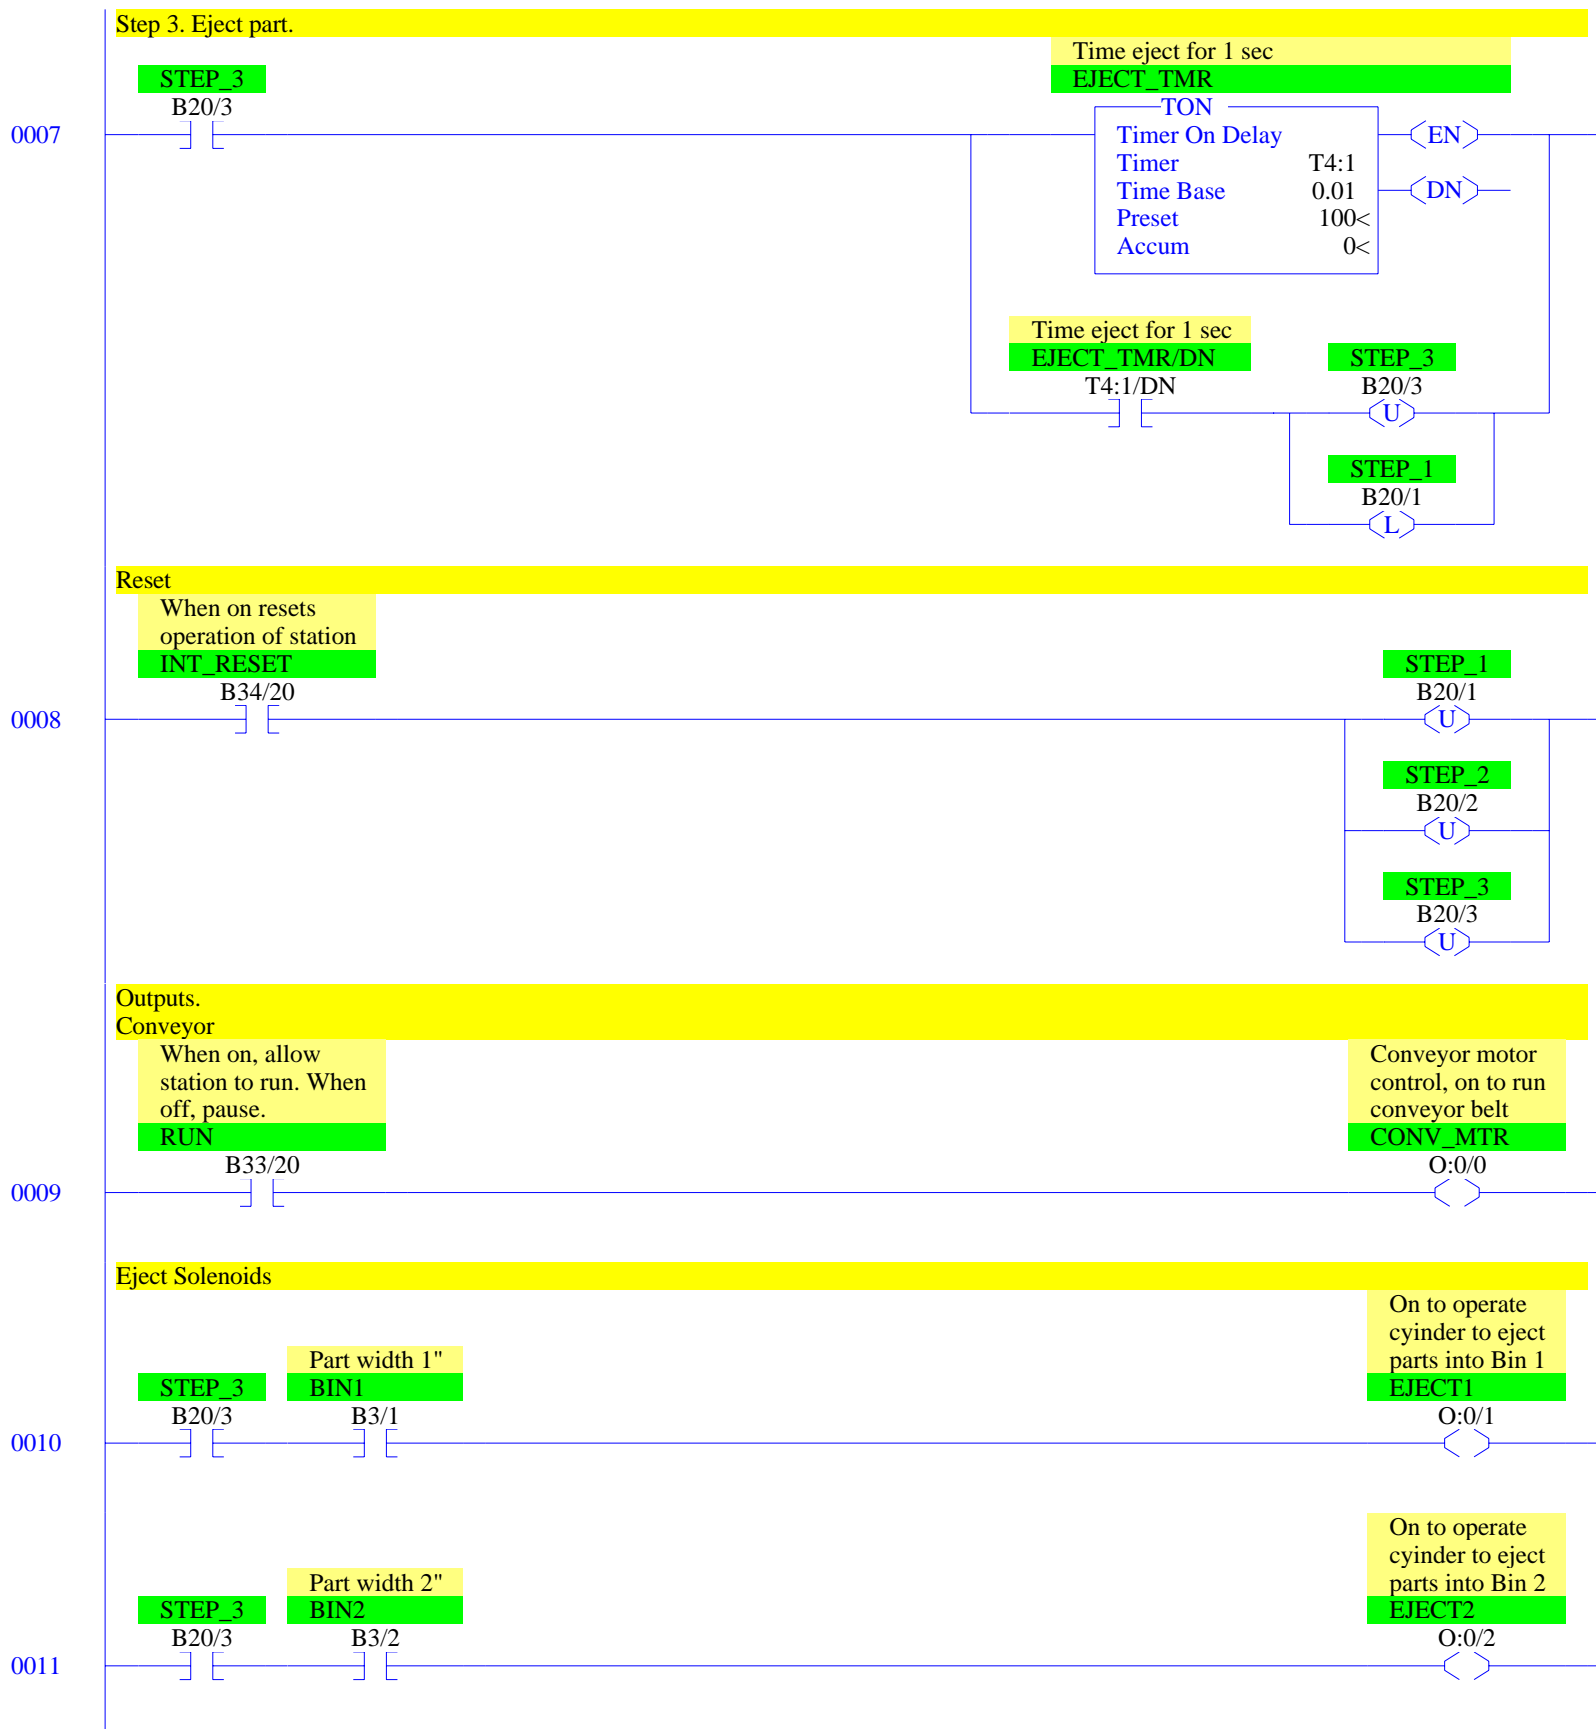 Step 3. Eject part.
Time eject for 1 sec
STEP_3
EJECT_TMR
B20/3
TON
0007
Timer On Delay
EN
Timer T4:1
Time Base 0.01
DN
Preset 100<
Accum 0<
Time eject for 1 sec
EJECT_TMR/DN
STEP_3
T4:1/DN
B20/3
U
STEP_1
B20/1
L
Reset
When on resets
operation of station
INT_RESET
STEP_1
B34/20
B20/1
0008
U
STEP_2
B20/2
U
STEP_3
B20/3
U
Outputs.
Conveyor
When on, allow
station to run. When
off, pause.
RUN
B33/20
Conveyor motor
control, on to run
conveyor belt
CONV_MTR
O:0/0
0009
Eject Solenoids
On to operate
cyinder to eject
parts into Bin 1
Part width 1"
STEP_3
BIN1
EJECT1
B20/3
B3/1
O:0/1
0010
On to operate
cyinder to eject
parts into Bin 2
Part width 2"
STEP_3
BIN2
EJECT2
B20/3
B3/2
O:0/2
0011